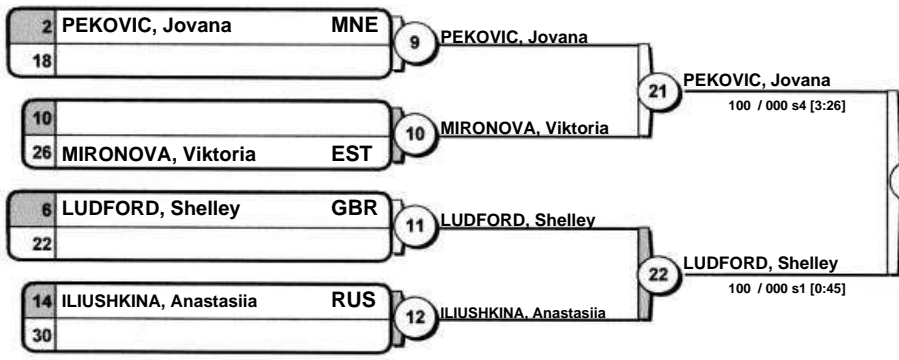 2 PEKOVIC, Jovana MNE
18
9 PEKOVIC, Jovana
10
26 MIRONOVA, Viktoria EST
10 MIRONOVA, Viktoria
21 PEKOVIC, Jovana
100 / 000 s4 [3:26]
6 LUDFORD, Shelley GBR
22
11 LUDFORD, Shelley
14 ILIUSHKINA, Anastasiia RUS
30
12 ILIUSHKINA, Anastasiia
22 LUDFORD, Shelley
100 / 000 s1 [0:45]